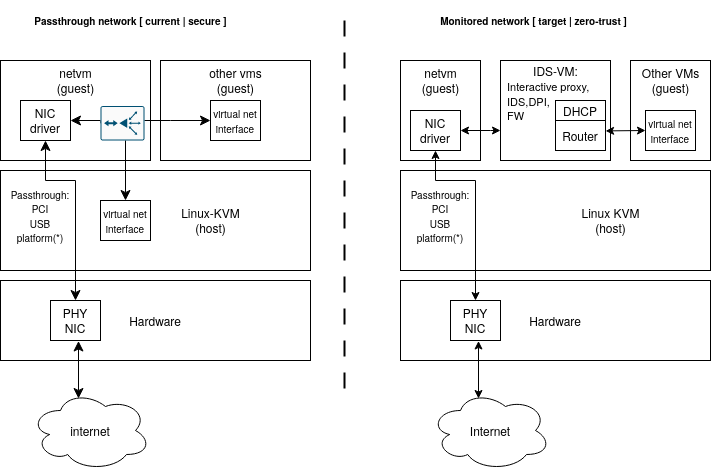 Passthrough network [ current | secure ]
netvm
(guest)
NIC
driver
other vms
(guest)
virtual net
Interface
Passthrough:
PCI
USB
platform(*)
virtual net
Interface
Linux-KVM
(host)
PHY
NIC
Hardware
internet
Monitored network [ target | zero-trust ]
netvm
(guest)
NIC
driver
IDS-VM:
Interactive proxy,
IDS,DPI,
FW
DHCP
Router
Other VMs
(guest)
virtual net
Interface
Passthrough:
PCI
USB
platform(*)
Linux KVM
(host)
PHY
NIC
Hardware
Internet